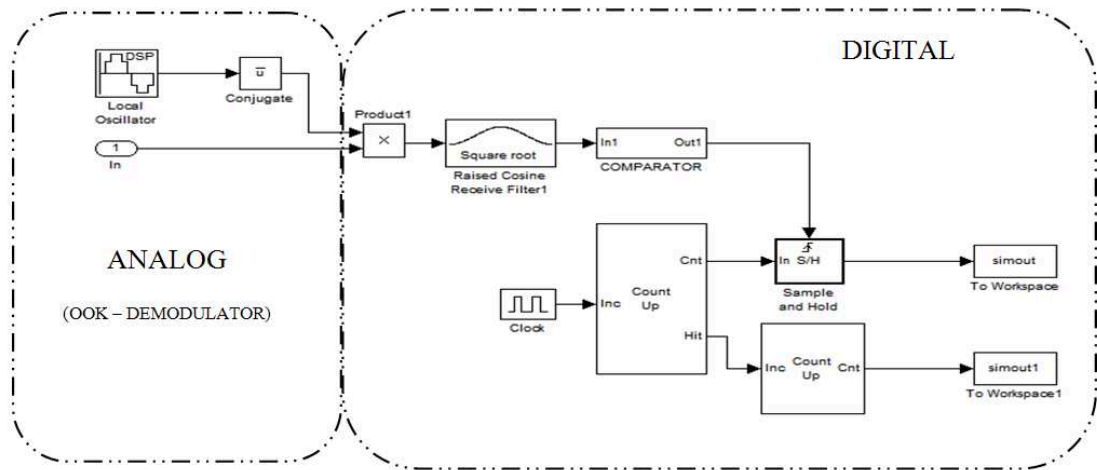 DSP
Local
Oscillator
u
Conjugate
1
In
ANALOG
(OOK – DEMODULATOR)
DIGITAL
Product1
×
Square root
Raised Cosine
Receive Filter1
In1 Out1
COMPARATOR
Clock
Inc
Count
Up
Cnt
Hit
In S/H
Sample
and Hold
simout
To Workspace
Inc
Count
Up
Cnt
simout1
To Workspace1